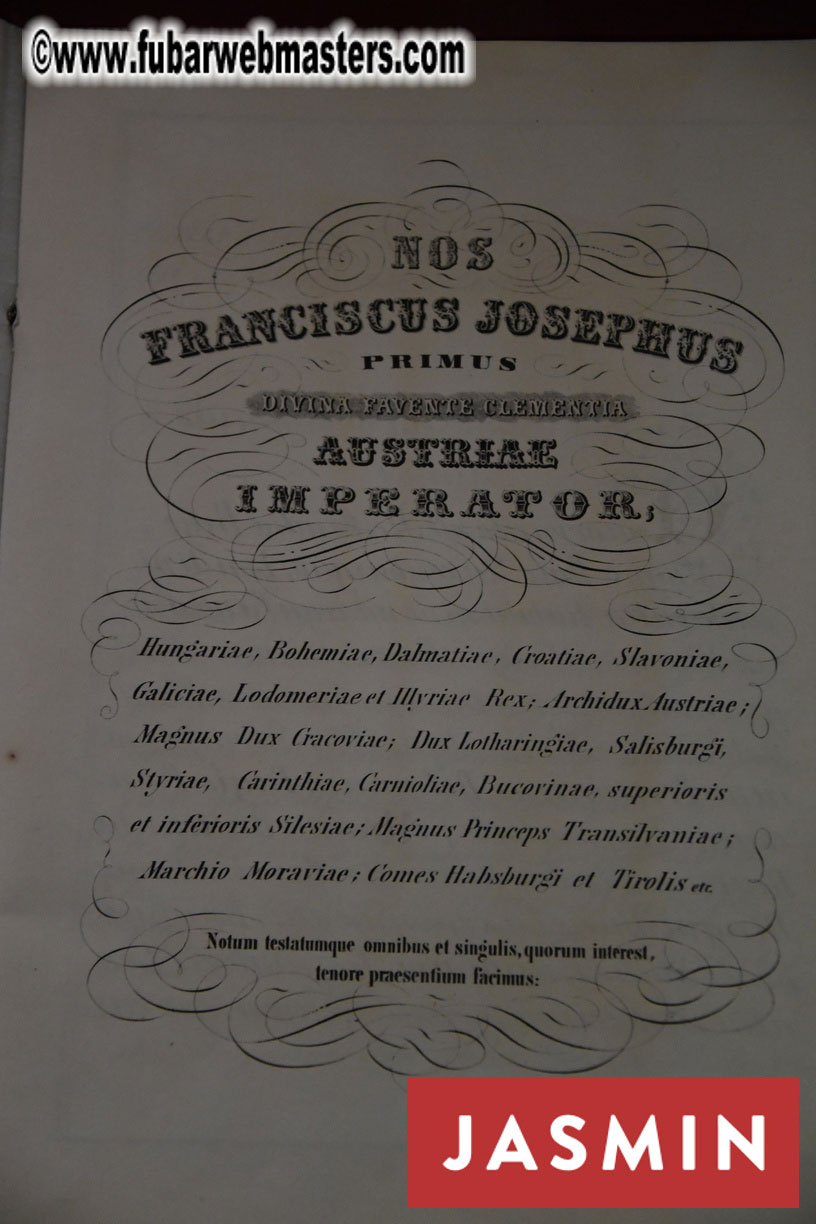 ©www.fubarwebmasters.com
NOS
FRANCISCUS JOSEPHUS
PRIMUS
DIVINA FAVENTE CLEMENTIA
AUSTRIAE
IMPERATOR;
Hungariae, Bohemiae, Dalmatiae, Croatiae, Slavoniae,
Galiciae, Lodomeriae et Illyriae Rex; Archidux Austriae;
Magnus Dux Cracoviae; Dux Lotharingiae, Salisburgi,
Styriae, Carinthiae, Carnioliae, Bucovinae, superioris
et inferioris Silesiae; Magnus Princeps Transilvaniae;
Marchio Moraviae; Comes Habsburgi et Tirolis etc.
Notum testatumque omnibus et singulis, quorum interest,
tenore praesentium facimus:
JASMIN